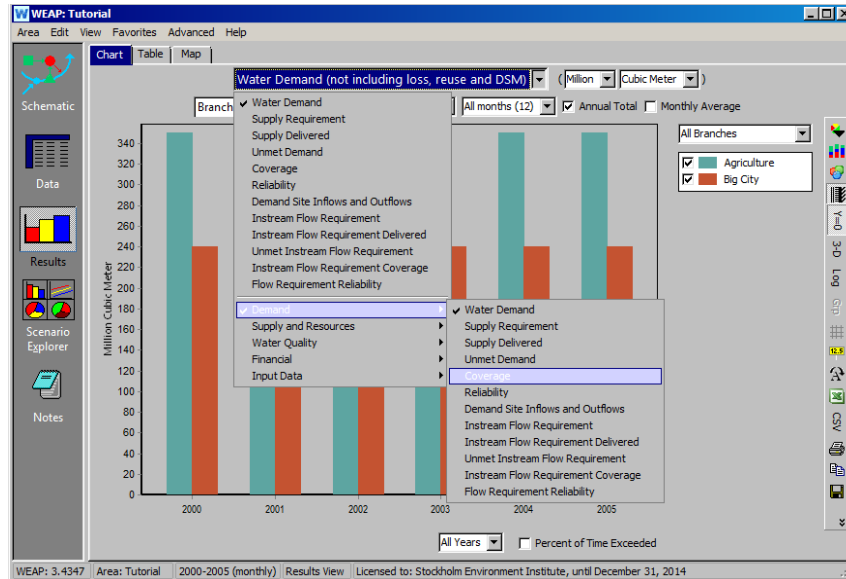 WEAP: Tutorial
Area Edit View Favorites Advanced Help
Chart Table Map
Water Demand (not including loss, reuse and DSM) ( Million Cubic Meter )
Branch All months (12) Annual Total Monthly Average
Schematic
Data
Results
Scenario
Explorer
Notes
Water Demand
Supply Requirement
Supply Delivered
Unmet Demand
Coverage
Reliability
Demand Site Inflows and Outflows
Instream Flow Requirement
Instream Flow Requirement Delivered
Unmet Instream Flow Requirement
Instream Flow Requirement Coverage
Flow Requirement Reliability
Demand
Supply and Resources
Water Quality
Financial
Input Data
Water Demand
Supply Requirement
Supply Delivered
Unmet Demand
Coverage
Reliability
Demand Site Inflows and Outflows
Instream Flow Requirement
Instream Flow Requirement Delivered
Unmet Instream Flow Requirement
Instream Flow Requirement Coverage
Flow Requirement Reliability
All Branches
Agriculture
Big City
Million Cubic Meter
340
320
300
280
260
240
220
200
180
160
140
120
100
80
60
40
20
0
2000 2001 2002 2003 2004 2005
All Years Percent of Time Exceeded
Y=0
3-D
Log
Grp
12.5
A
CSV
WEAP: 3.4347 Area: Tutorial 2000-2005 (monthly) Results View Licensed to: Stockholm Environment Institute, until December 31, 2014